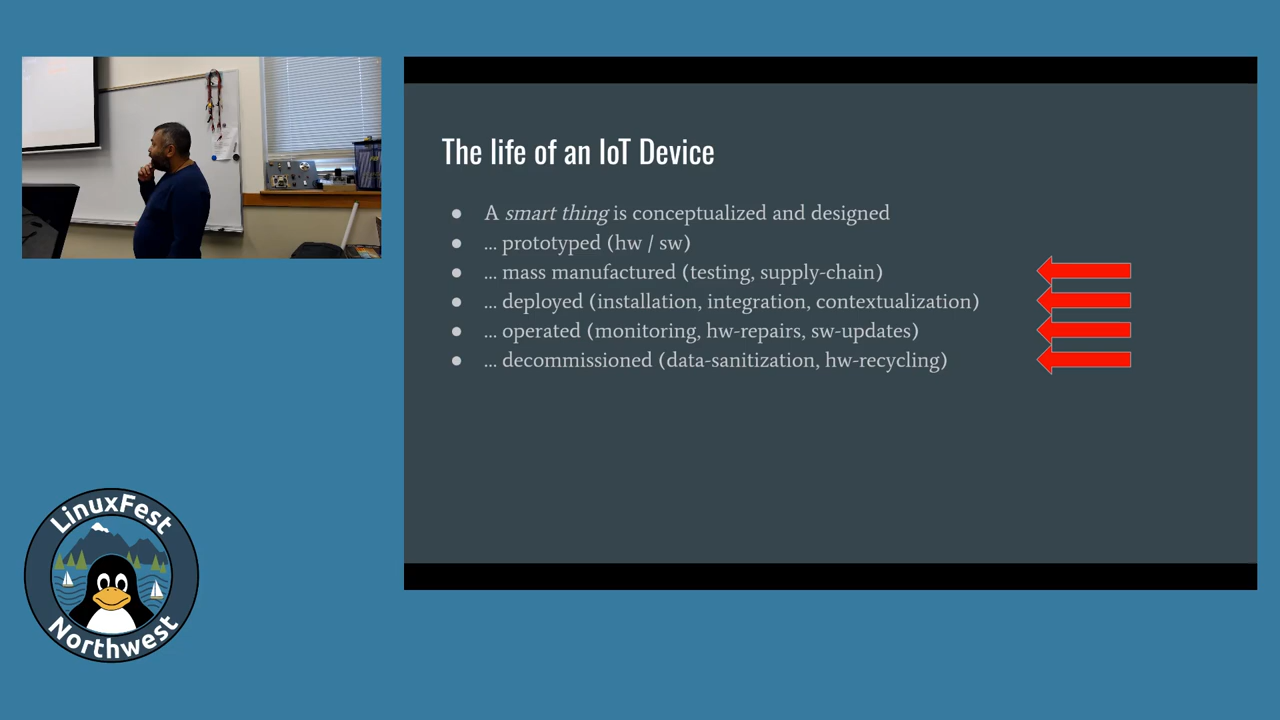 The life of an IoT Device
● A smart thing is conceptualized and designed
● ... prototyped (hw / sw)
● ... mass manufactured (testing, supply-chain)
● ... deployed (installation, integration, contextualization)
● ... operated (monitoring, hw-repairs, sw-updates)
● ... decommissioned (data-sanitization, hw-recycling)
LinuxFest
Northwest